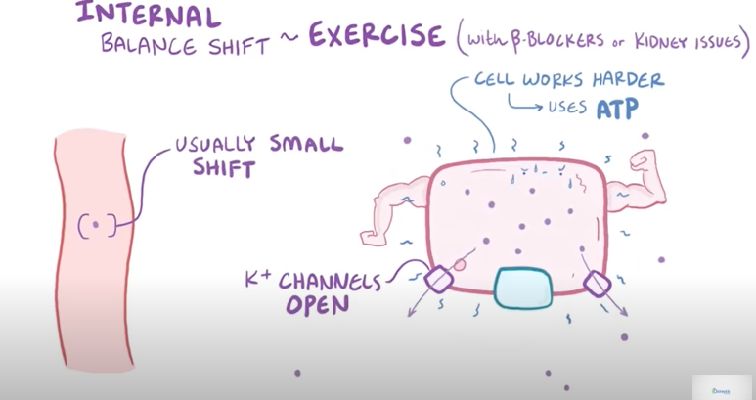 INTERNAL
BALANCE SHIFT ~ EXERCISE (with β-BLOCKERS or KIDNEY ISSUES)
CELL WORKS HARDER
↳ USES ATP
USUALLY SMALL
SHIFT
(•)
K+ CHANNELS
OPEN